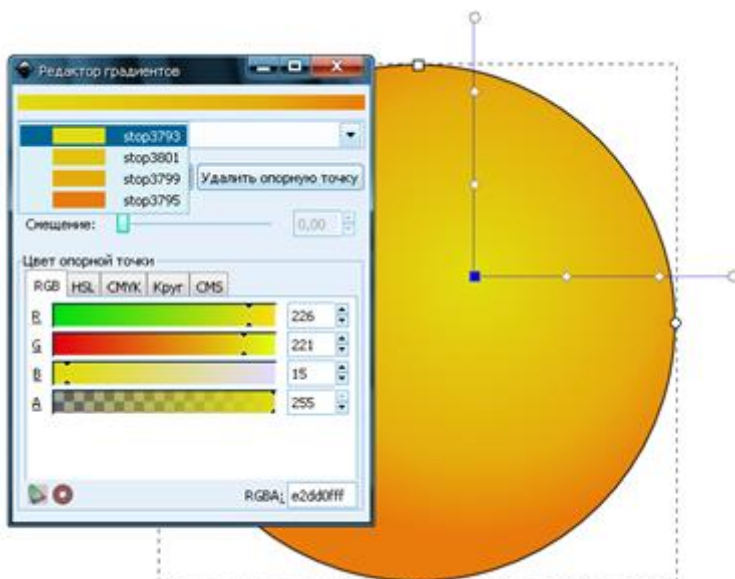 Редактор градиентов
stop3793
stop3801
stop3799
stop3795
Удалить опорную точку
Смещение: 0,00
Цвет опорной точки
RGB HSL CMYK Круг CMS
R 226
G 221
B 15
A 255
RGBA: e2dd0fff